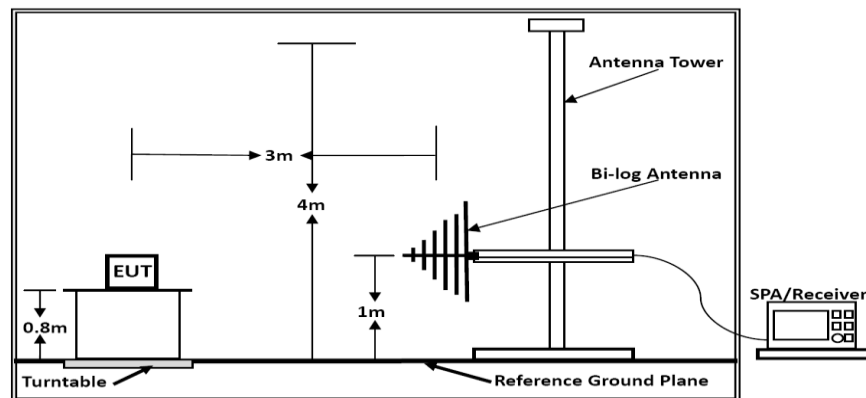 Antenna Tower
3m
Bi-log Antenna
4m
EUT
SPA/Receiver
0.8m
1m
Turntable
Reference Ground Plane